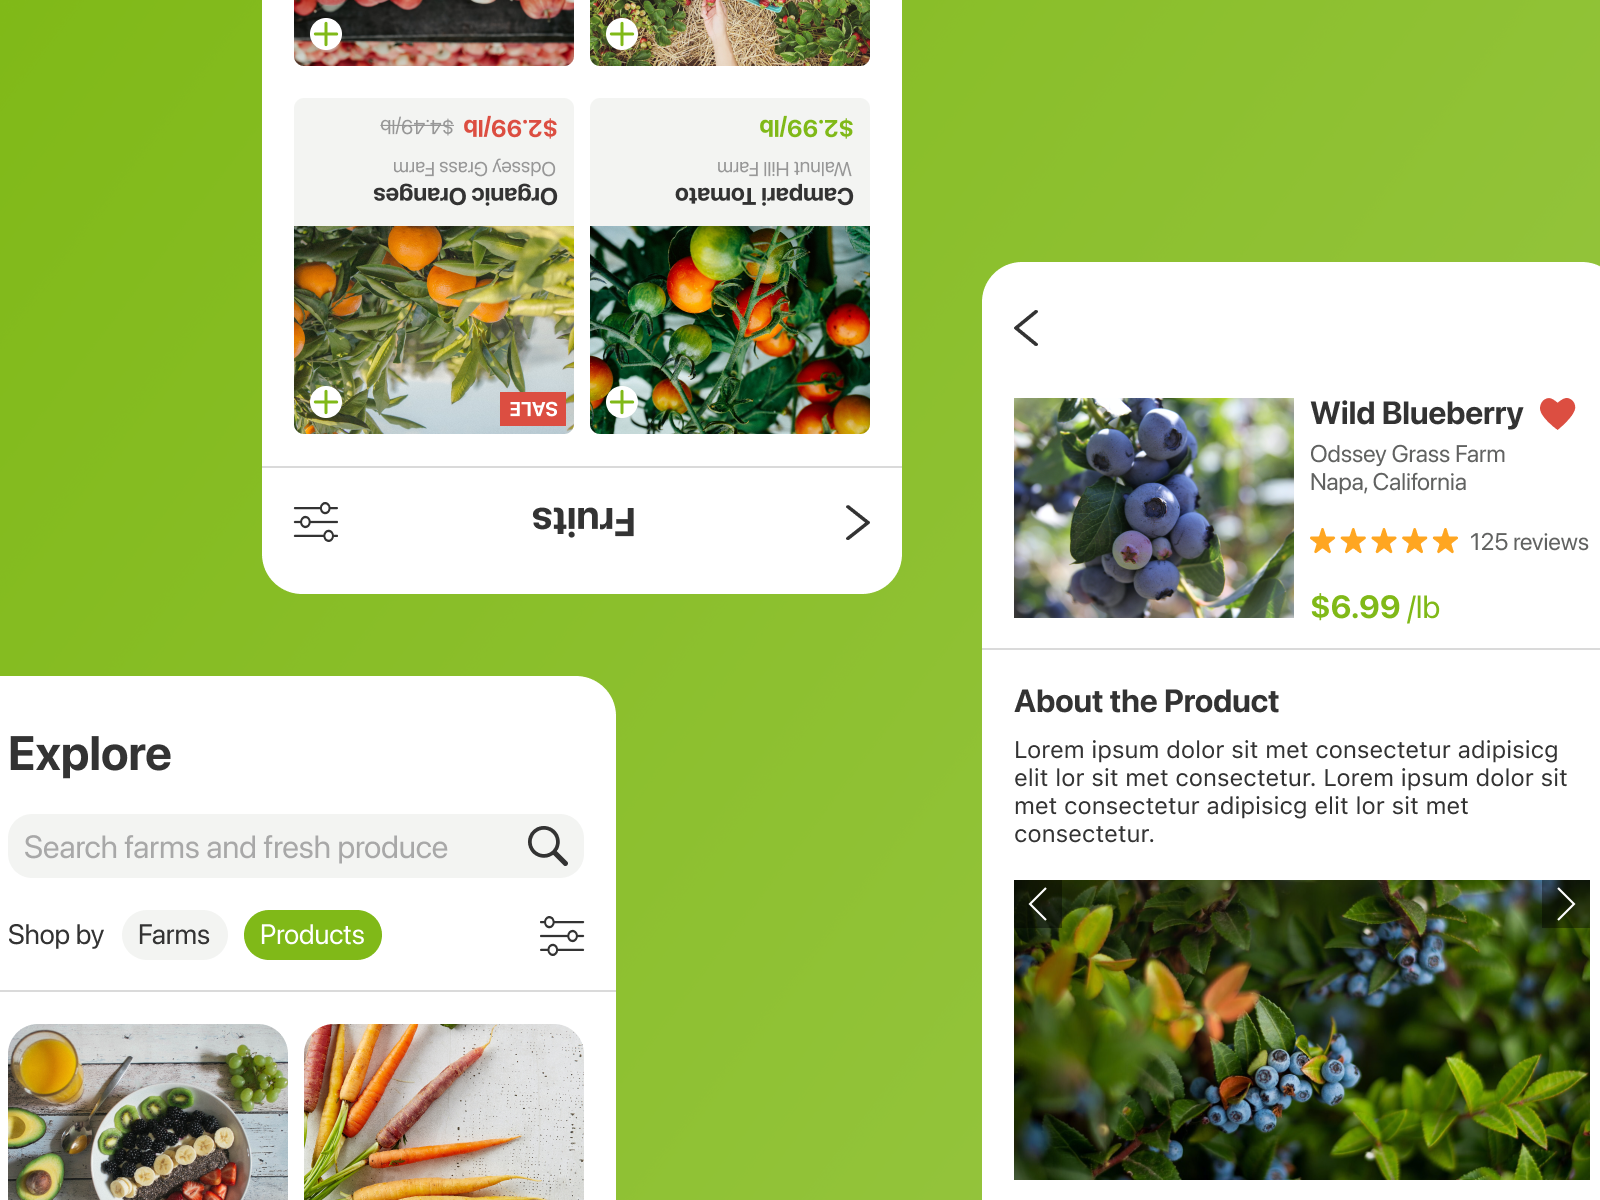 Fruits
SALE
Campari Tomato
Walnut Hill Farm
$2.99/lb
Organic Oranges
Odssey Grass Farm
$2.99/lb $4.49/lb
Explore
Search farms and fresh produce
Shop by Farms Products
Wild Blueberry
Odssey Grass Farm
Napa, California
125 reviews
$6.99 /lb
About the Product
Lorem ipsum dolor sit met consectetur adipisicg
elit lor sit met consectetur. Lorem ipsum dolor sit
met consectetur adipisicg elit lor sit met
consectetur.